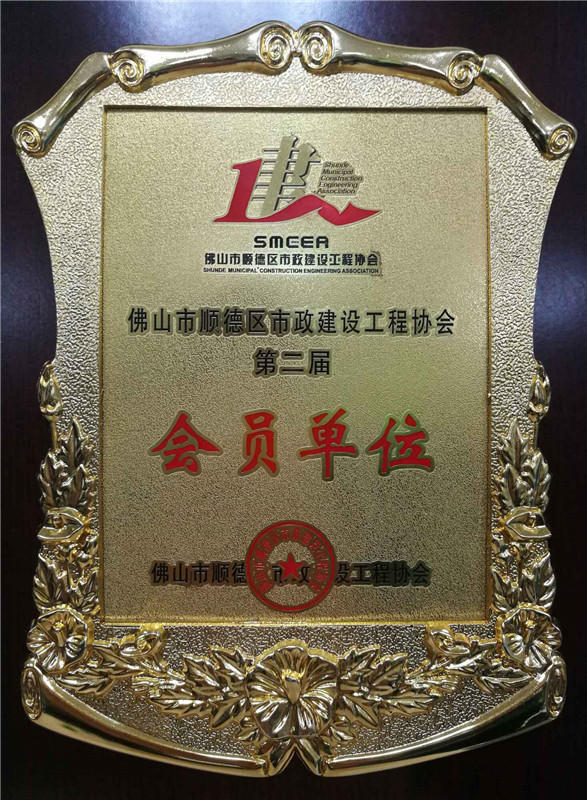 建
Shunde
Municipal
Construction
Engineering
Association
SMCEA
佛山市顺德区市政建设工程协会
SHUNDE MUNICIPAL CONSTRUCTION ENGINEERING ASSOCIATION
佛山市顺德区市政建设工程协会
第二届
会员单位
佛山市顺德区市政建设工程协会